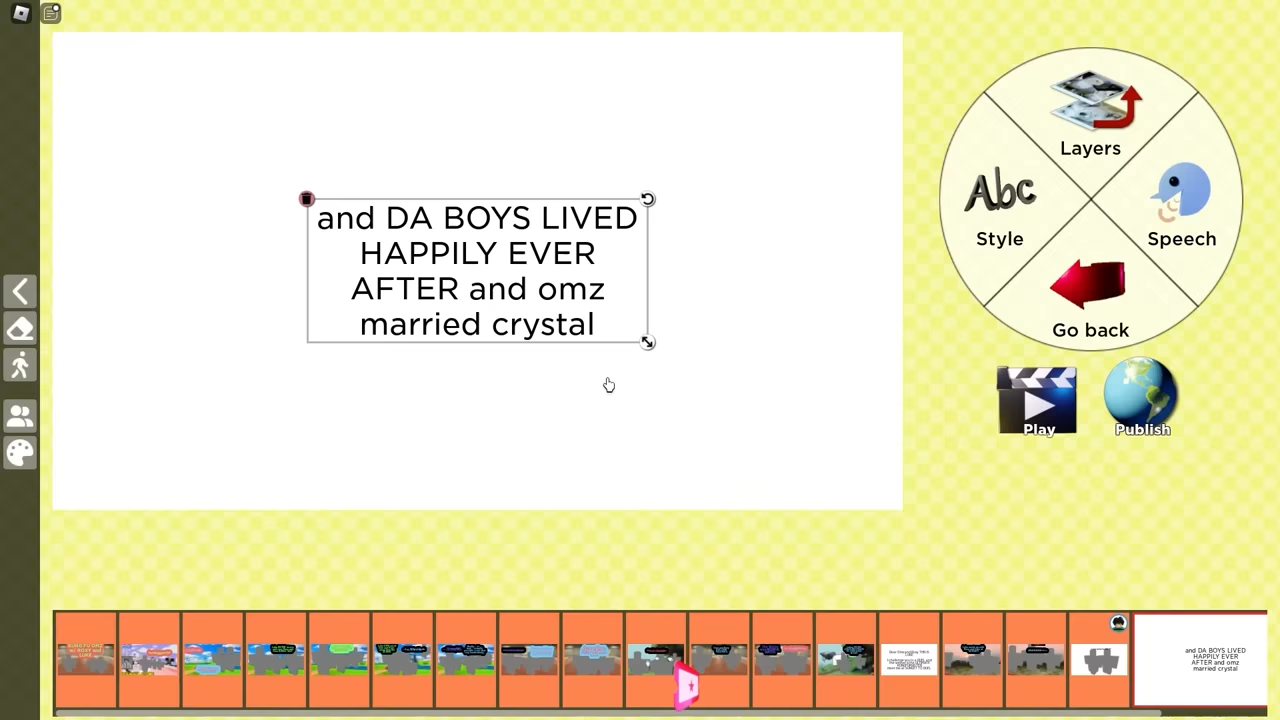 and DA BOYS LIVED
HAPPILY EVER
AFTER and omz
married crystal
Layers
Abc
Style
Speech
Go back
Play
Publish
and DA BOYS LIVED
HAPPILY EVER
AFTER and omz
married crystal